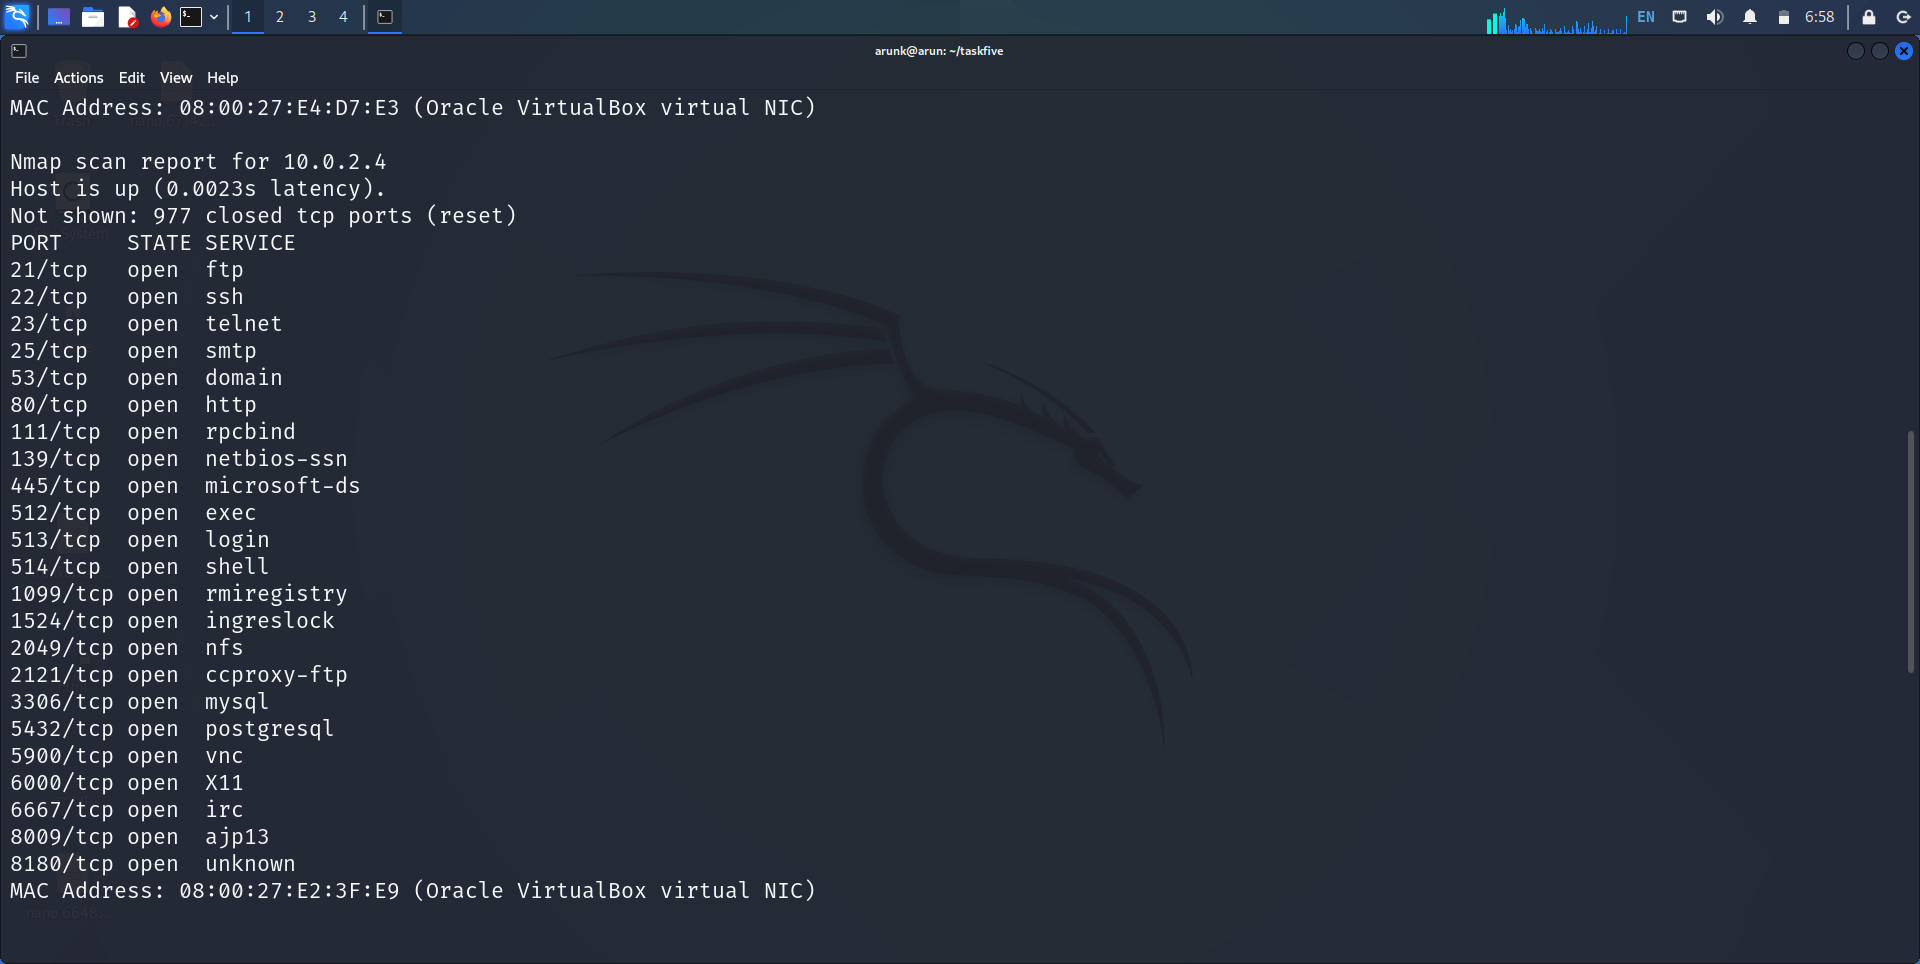 1 2 3 4 EN 6:58
arunk@arun: ~/taskfive
File Actions Edit View Help
MAC Address: 08:00:27:E4:D7:E3 (Oracle VirtualBox virtual NIC)
Nmap scan report for 10.0.2.4
Host is up (0.0023s latency).
Not shown: 977 closed tcp ports (reset)
PORT STATE SERVICE
21/tcp open ftp
22/tcp open ssh
23/tcp open telnet
25/tcp open smtp
53/tcp open domain
80/tcp open http
111/tcp open rpcbind
139/tcp open netbios-ssn
445/tcp open microsoft-ds
512/tcp open exec
513/tcp open login
514/tcp open shell
1099/tcp open rmiregistry
1524/tcp open ingreslock
2049/tcp open nfs
2121/tcp open ccproxy-ftp
3306/tcp open mysql
5432/tcp open postgresql
5900/tcp open vnc
6000/tcp open X11
6667/tcp open irc
8009/tcp open ajp13
8180/tcp open unknown
MAC Address: 08:00:27:E2:3F:E9 (Oracle VirtualBox virtual NIC)